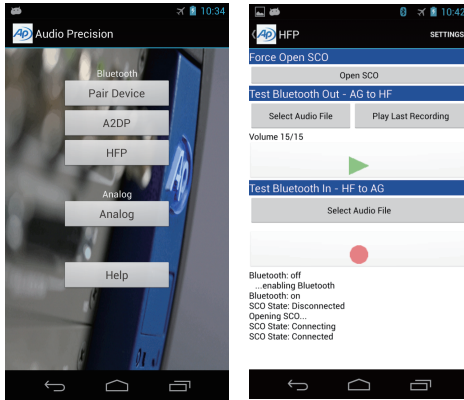 10:34
Ap Audio Precision
Bluetooth
Pair Device
A2DP
HFP
Analog
Analog
Help
10:42
Ap HFP SETTINGS
Force Open SCO
Open SCO
Test Bluetooth Out - AG to HF
Select Audio File Play Last Recording
Volume 15/15
Test Bluetooth In - HF to AG
Select Audio File
Bluetooth: off
...enabling Bluetooth
Bluetooth: on
SCO State: Disconnected
Opening SCO...
SCO State: Connecting
SCO State: Connected